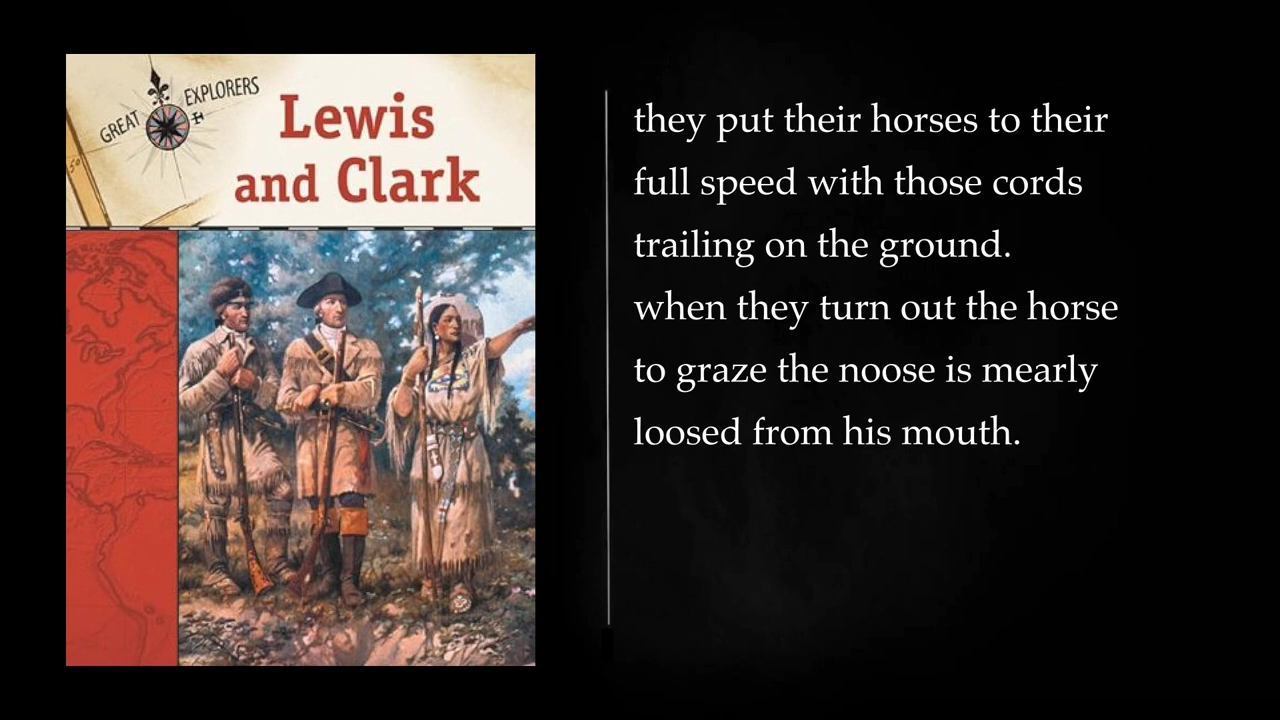 GREAT EXPLORERS
Lewis
and Clark
50
they put their horses to their
full speed with those cords
trailing on the ground.
when they turn out the horse
to graze the noose is mearly
loosed from his mouth.